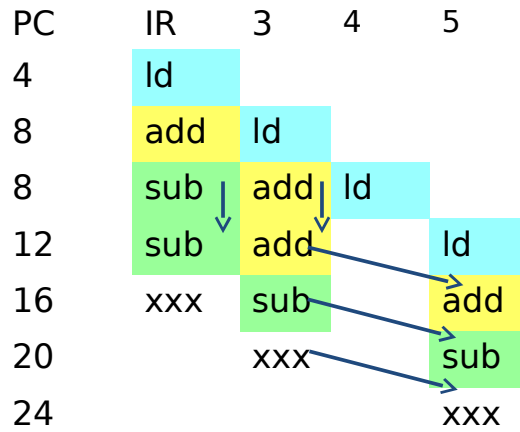 PC IR 3 4 5
4 ld
8 add ld
8 sub add ld
12 sub add ld
16 xxx sub add
20 xxx sub
24 xxx